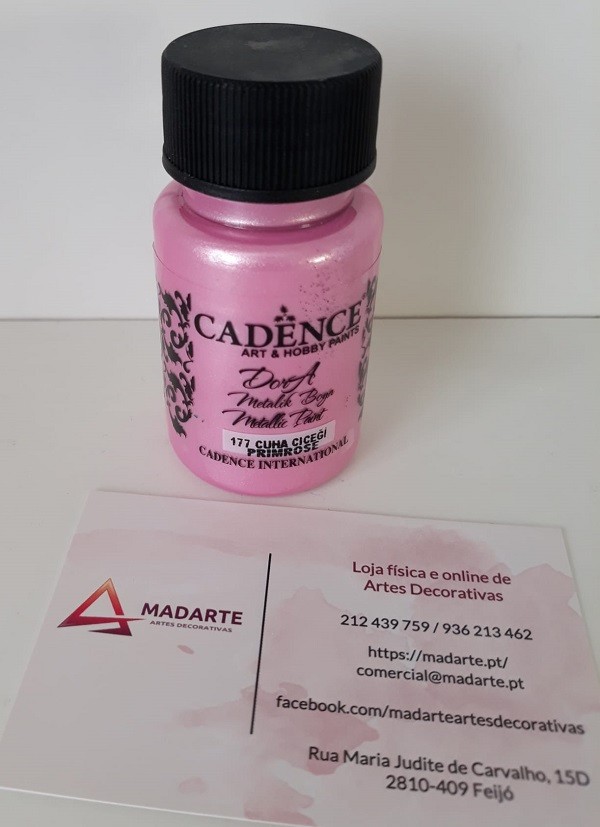 CADENCE
ART & HOBBY PAINTS
DorA
Metalik Boya
Metallic Paint
177 CUHA CICEĞİ
PRIMROSE
CADENCE INTERNATIONAL
MADARTE
ARTES DECORATIVAS
Loja física e online de
Artes Decorativas
212 439 759 / 936 213 462
https://madarte.pt/
comercial@madarte.pt
facebook.com/madarteartesdecorativas
Rua Maria Judite de Carvalho, 15D
2810-409 Feijó